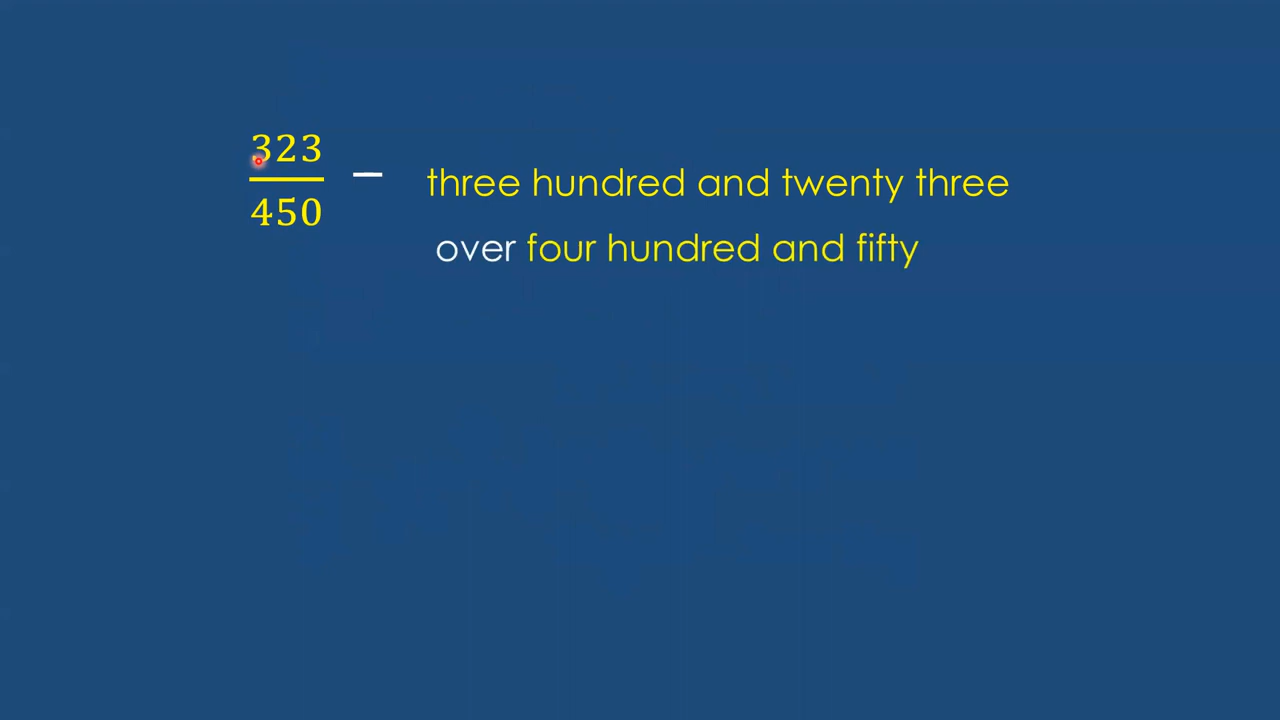 323
450
– three hundred and twenty three
over four hundred and fifty